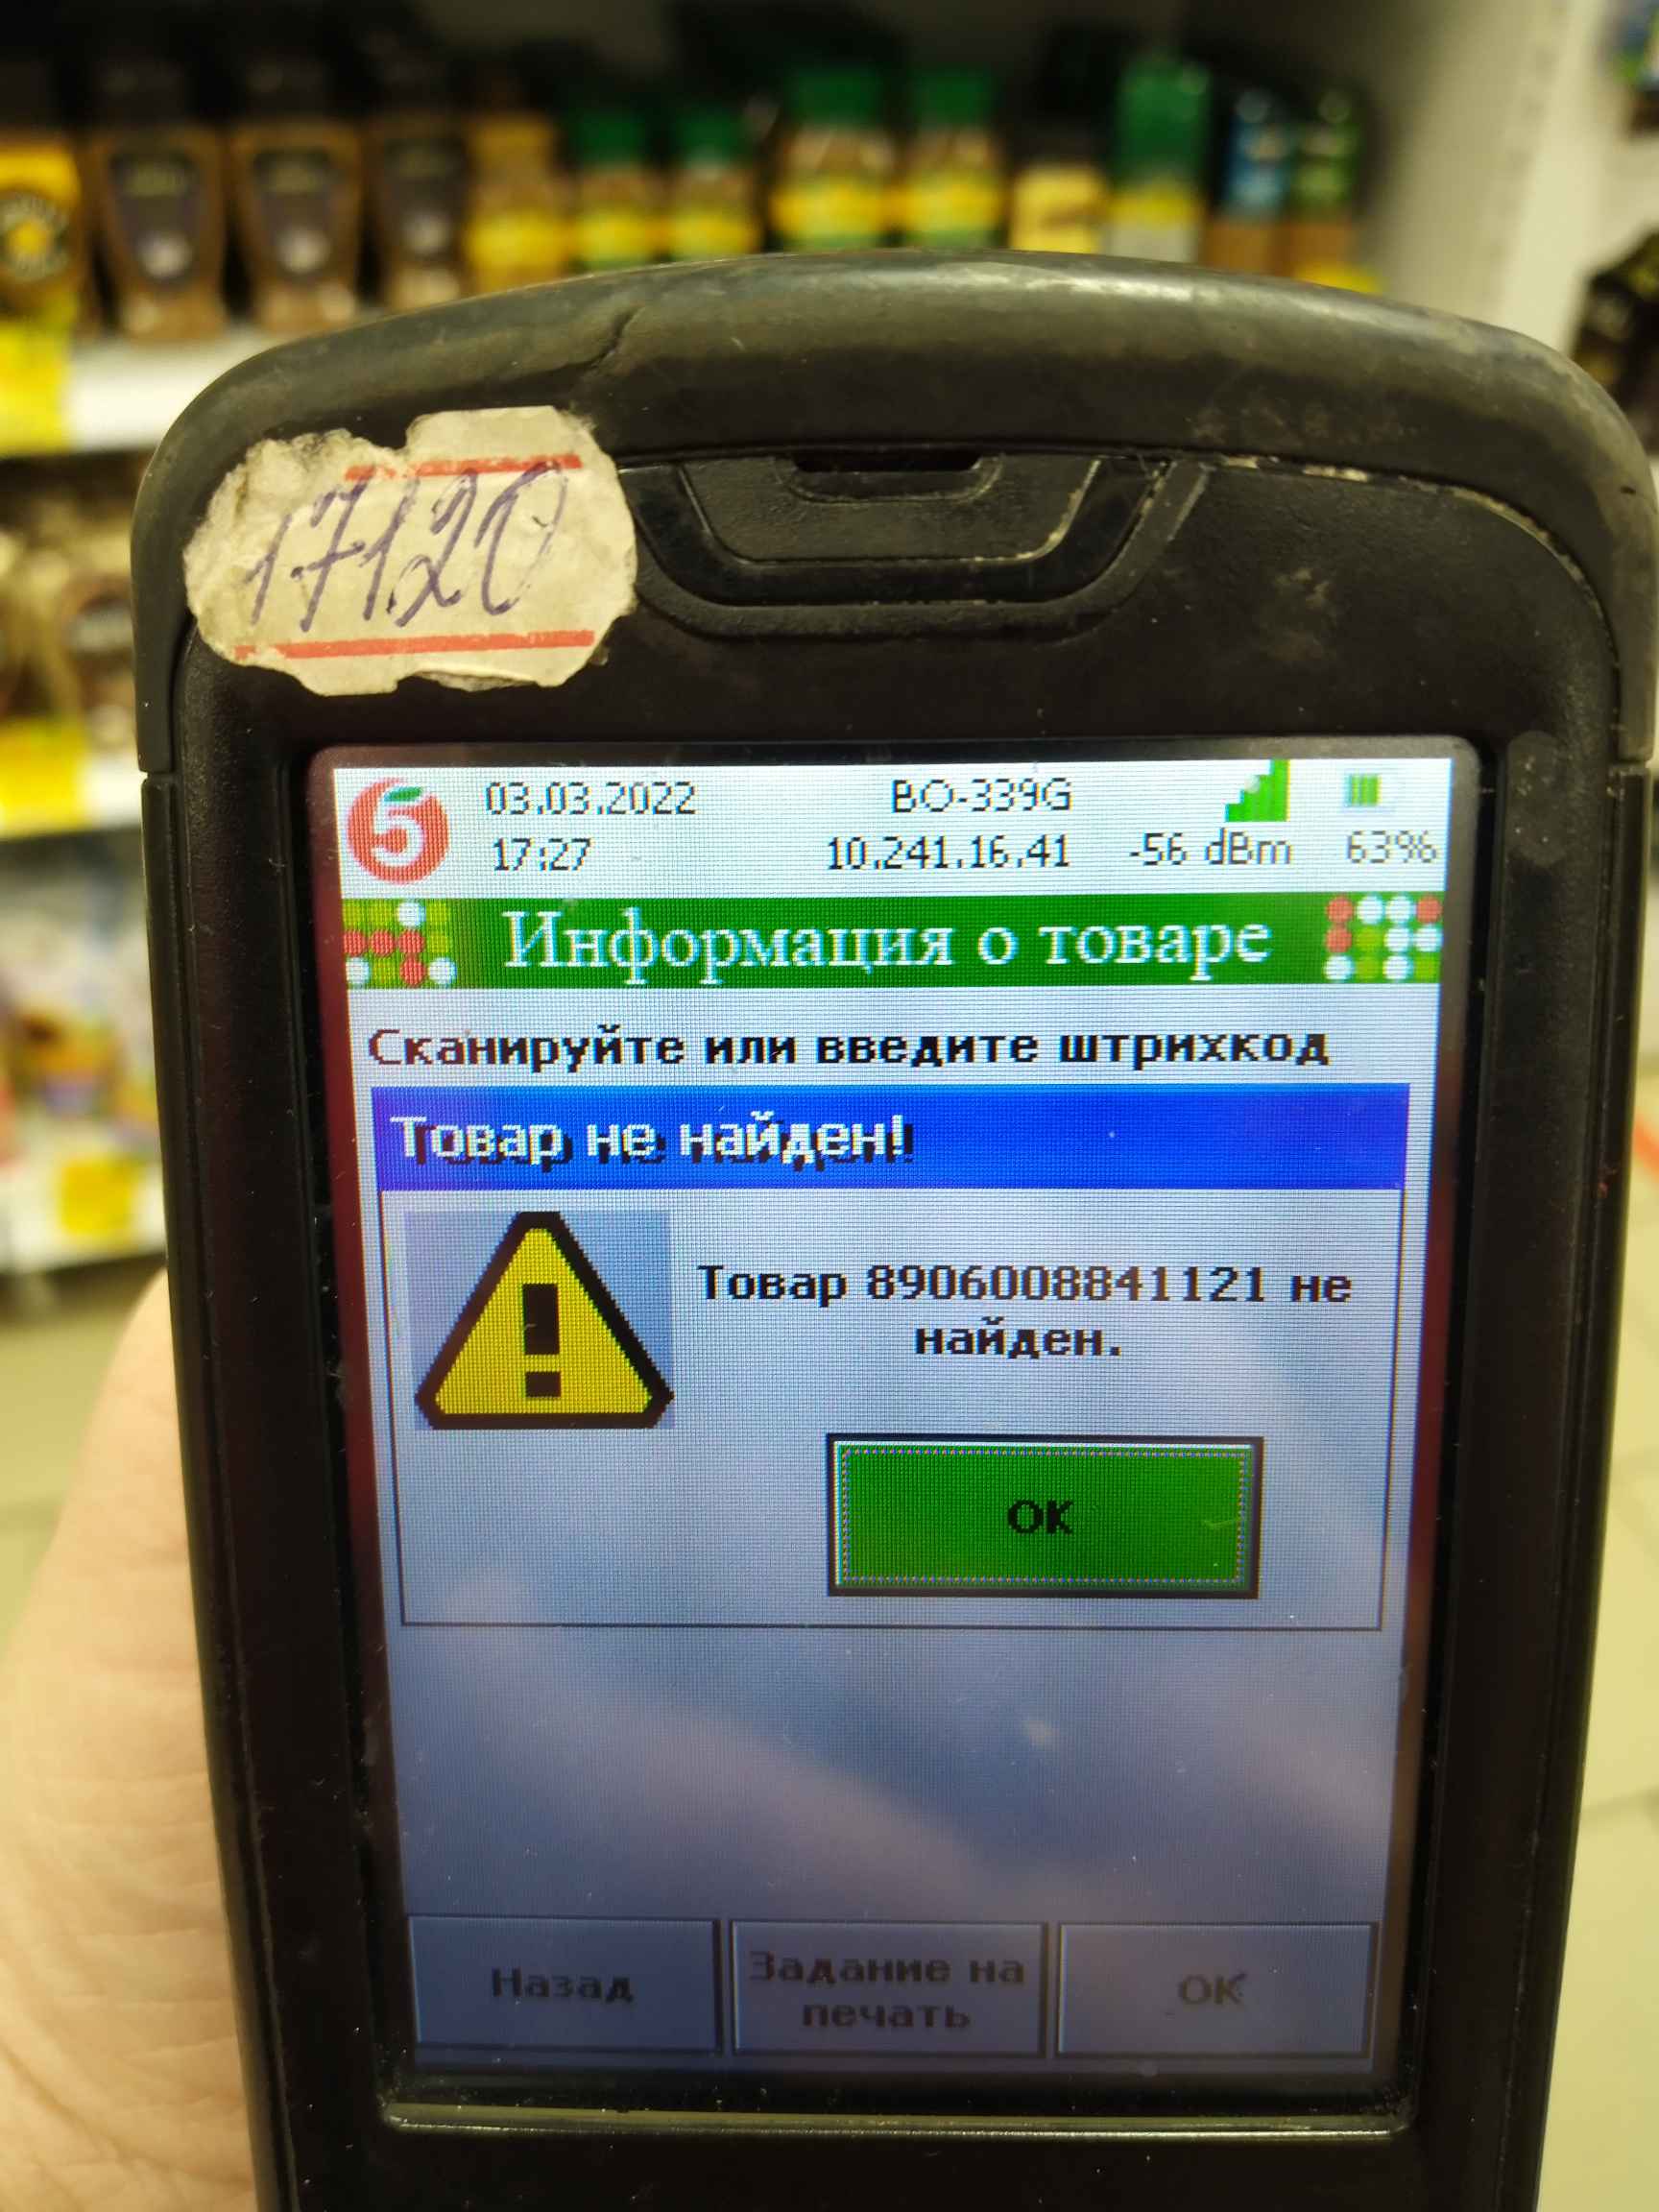 17120
5
03.03.2022
BO-339G
17:27
10.241.16.41
-56 dBm
63%
Информация о товаре
Сканируйте или введите штрихкод
Товар не найден!
Товар 8906008841121 не
найден.
OK
Назад
Задание на
печать
OK